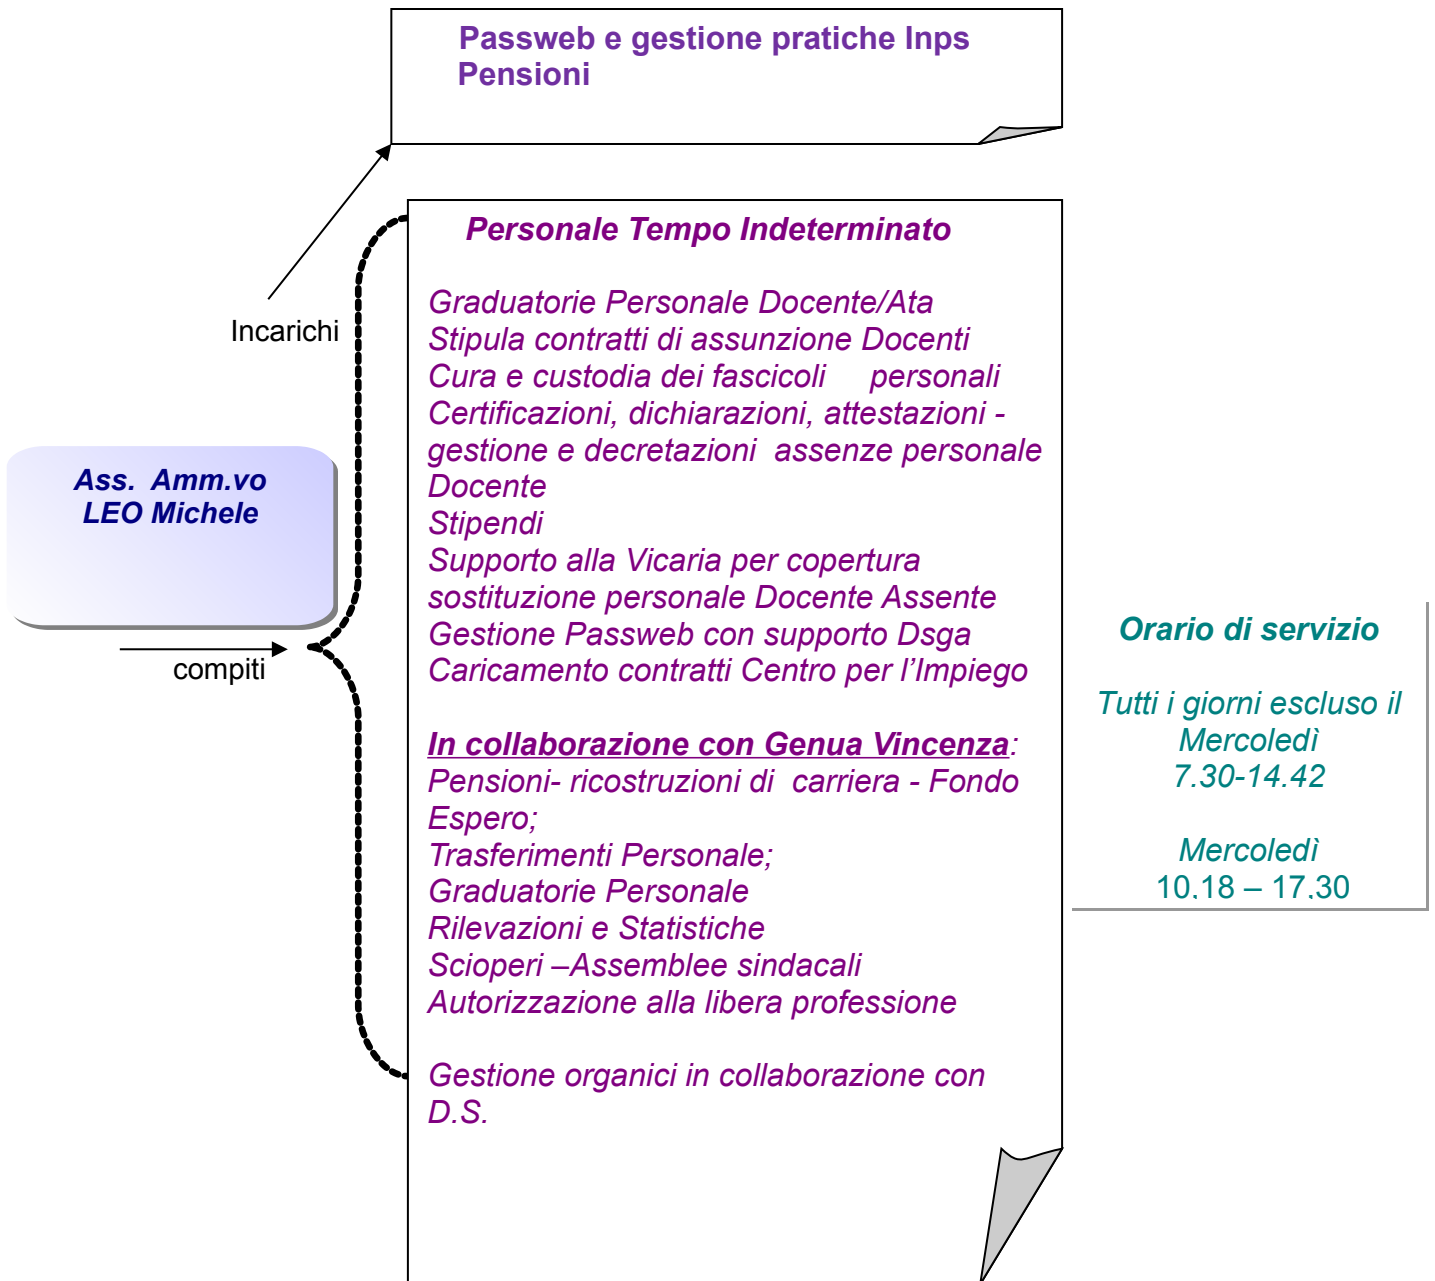 Passweb e gestione pratiche Inps
Pensioni
Incarichi
Ass. Amm.vo
LEO Michele
compiti
Personale Tempo Indeterminato
Graduatorie Personale Docente/Ata
Stipula contratti di assunzione Docenti
Cura e custodia dei fascicoli personali
Certificazioni, dichiarazioni, attestazioni -
gestione e decretazioni assenze personale
Docente
Stipendi
Supporto alla Vicaria per copertura
sostituzione personale Docente Assente
Gestione Passweb con supporto Dsga
Caricamento contratti Centro per l’Impiego
In collaborazione con Genua Vincenza:
Pensioni- ricostruzioni di carriera - Fondo
Espero;
Trasferimenti Personale;
Graduatorie Personale
Rilevazioni e Statistiche
Scioperi –Assemblee sindacali
Autorizzazione alla libera professione
Gestione organici in collaborazione con
D.S.
Orario di servizio
Tutti i giorni escluso il
Mercoledì
7.30-14.42
Mercoledì
10.18 – 17.30